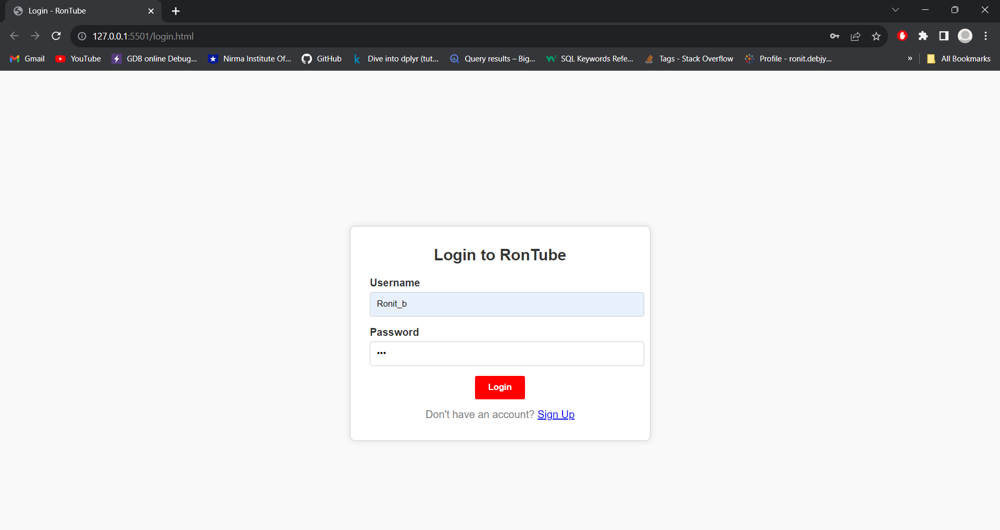 Login - RonTube
127.0.0.1:5501/login.html
Gmail YouTube GDB online Debug... Nirma Institute Of... GitHub Dive into dplyr (tut... Query results – Big... SQL Keywords Refe... Tags - Stack Overflow Profile - ronit.debjy... » All Bookmarks
Login to RonTube
Username
Ronit_b
Password
•••
Login
Don't have an account? Sign Up